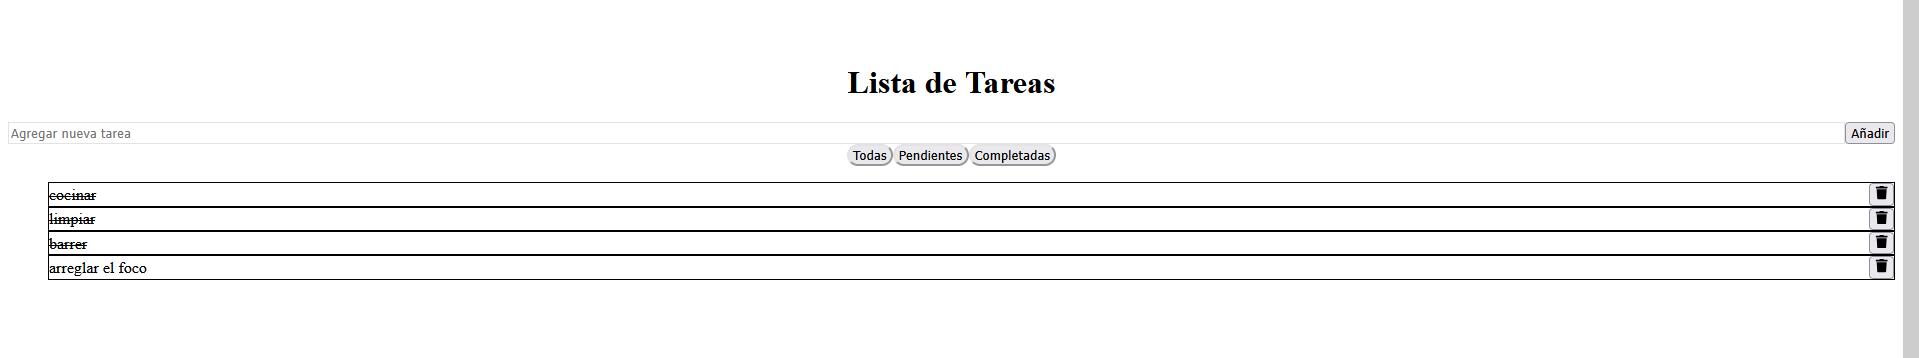 Lista de Tareas
Agregar nueva tarea Añadir
Todas Pendientes Completadas
cocinar
limpiar
barrer
arreglar el foco